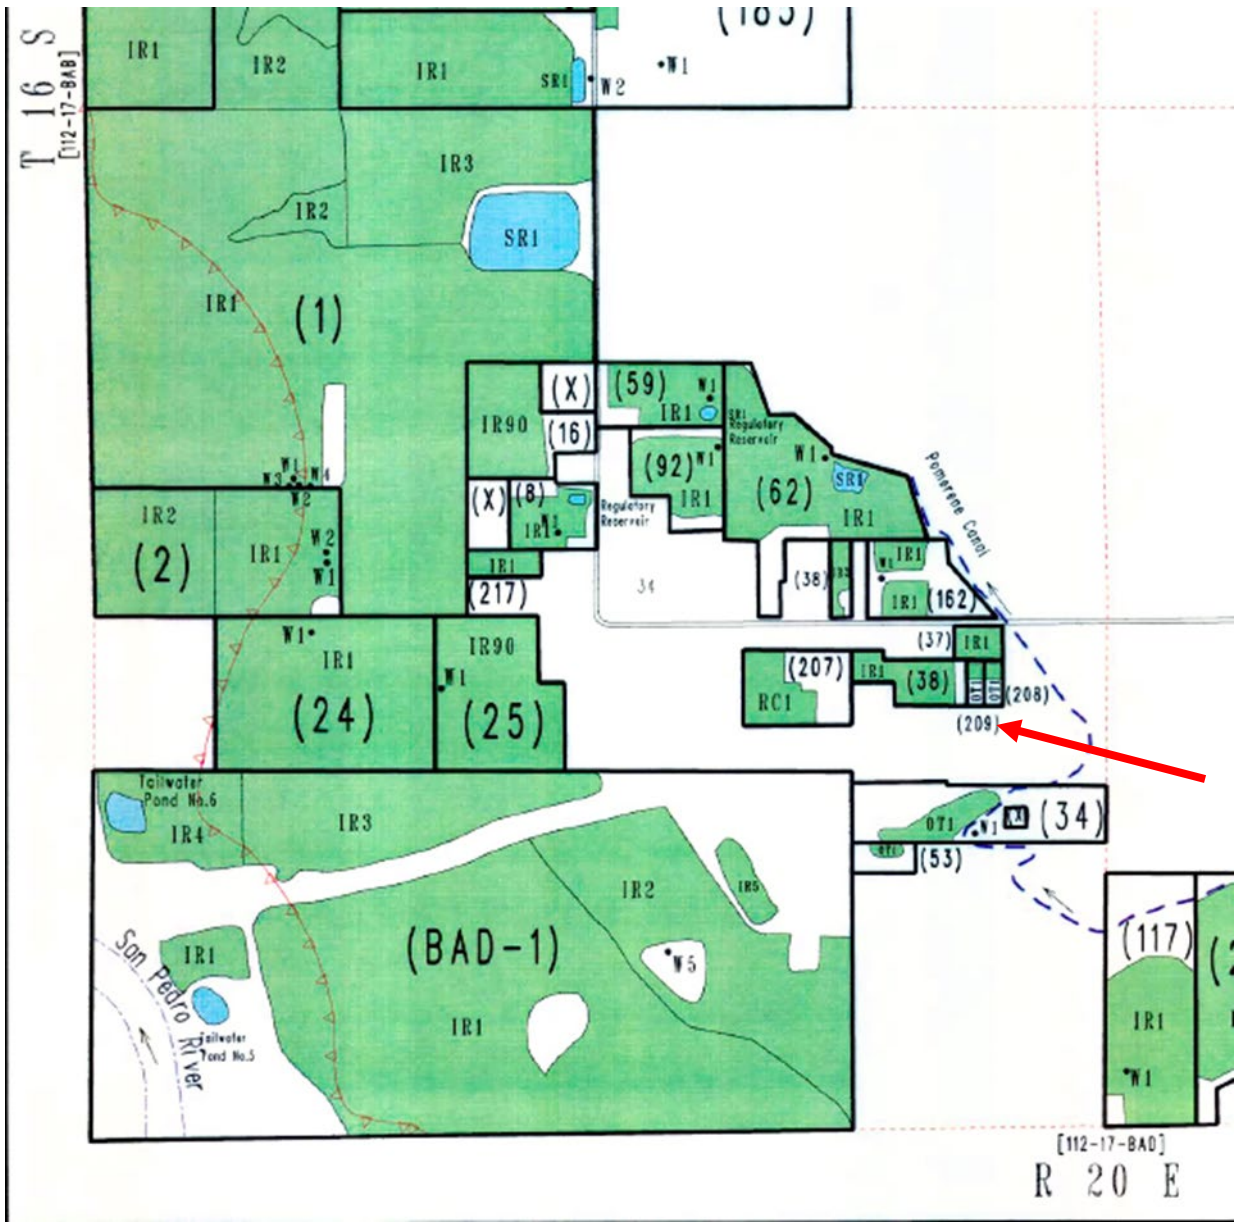 (185)
T 16 S
[112-17-BAB]
IR1
IR2
IR1
SR1
W2
W1
IR3
IR2
SR1
IR1
(1)
IR90
(X)
(16)
(59)
W1
IR1
SR1
Regulatory
Reservoir
(92)
W1
IR1
(62)
W1
SR1
IR1
Pomerene Canal
W1
W3
W4
W2
IR2
(2)
IR1
W2
W1
(X)
(8)
W1
IR1
Regulatory
Reservoir
IR1
(217)
34
(38)
IR1
W1
IR1
(162)
W1
IR1
(24)
IR90
W1
(25)
(37)
IR1
(207)
RC1
IR1
(38)
OT1
OT1
(208)
(209)
Tailwater
Pond No.6
IR4
IR3
OT1
W1
(X)
(34)
(53)
IR2
IR5
(BAD-1)
W5
IR1
IR1
San Pedro River
Tailwater
Pond No.5
(117)
IR1
W1
(2
[112-17-BAD]
R 20 E